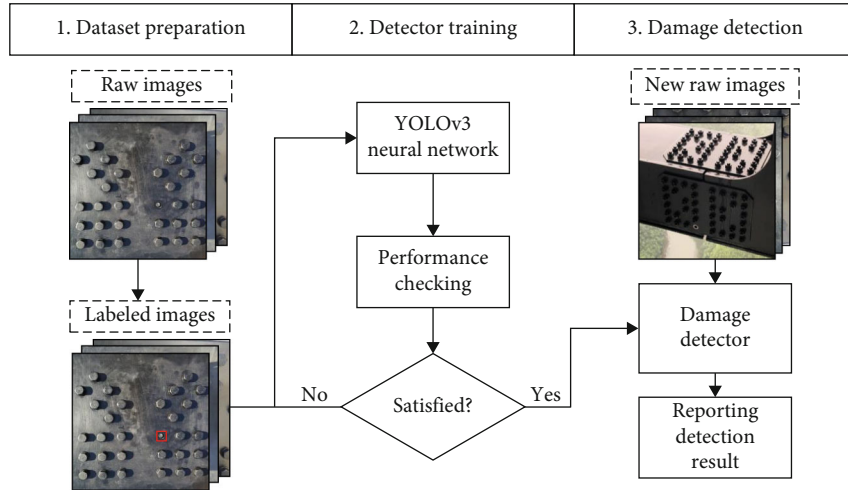 1. Dataset preparation
2. Detector training
3. Damage detection
Raw images
Labeled images
YOLOv3
neural network
Performance
checking
Satisfied?
No
Yes
New raw images
Damage
detector
Reporting
detection
result